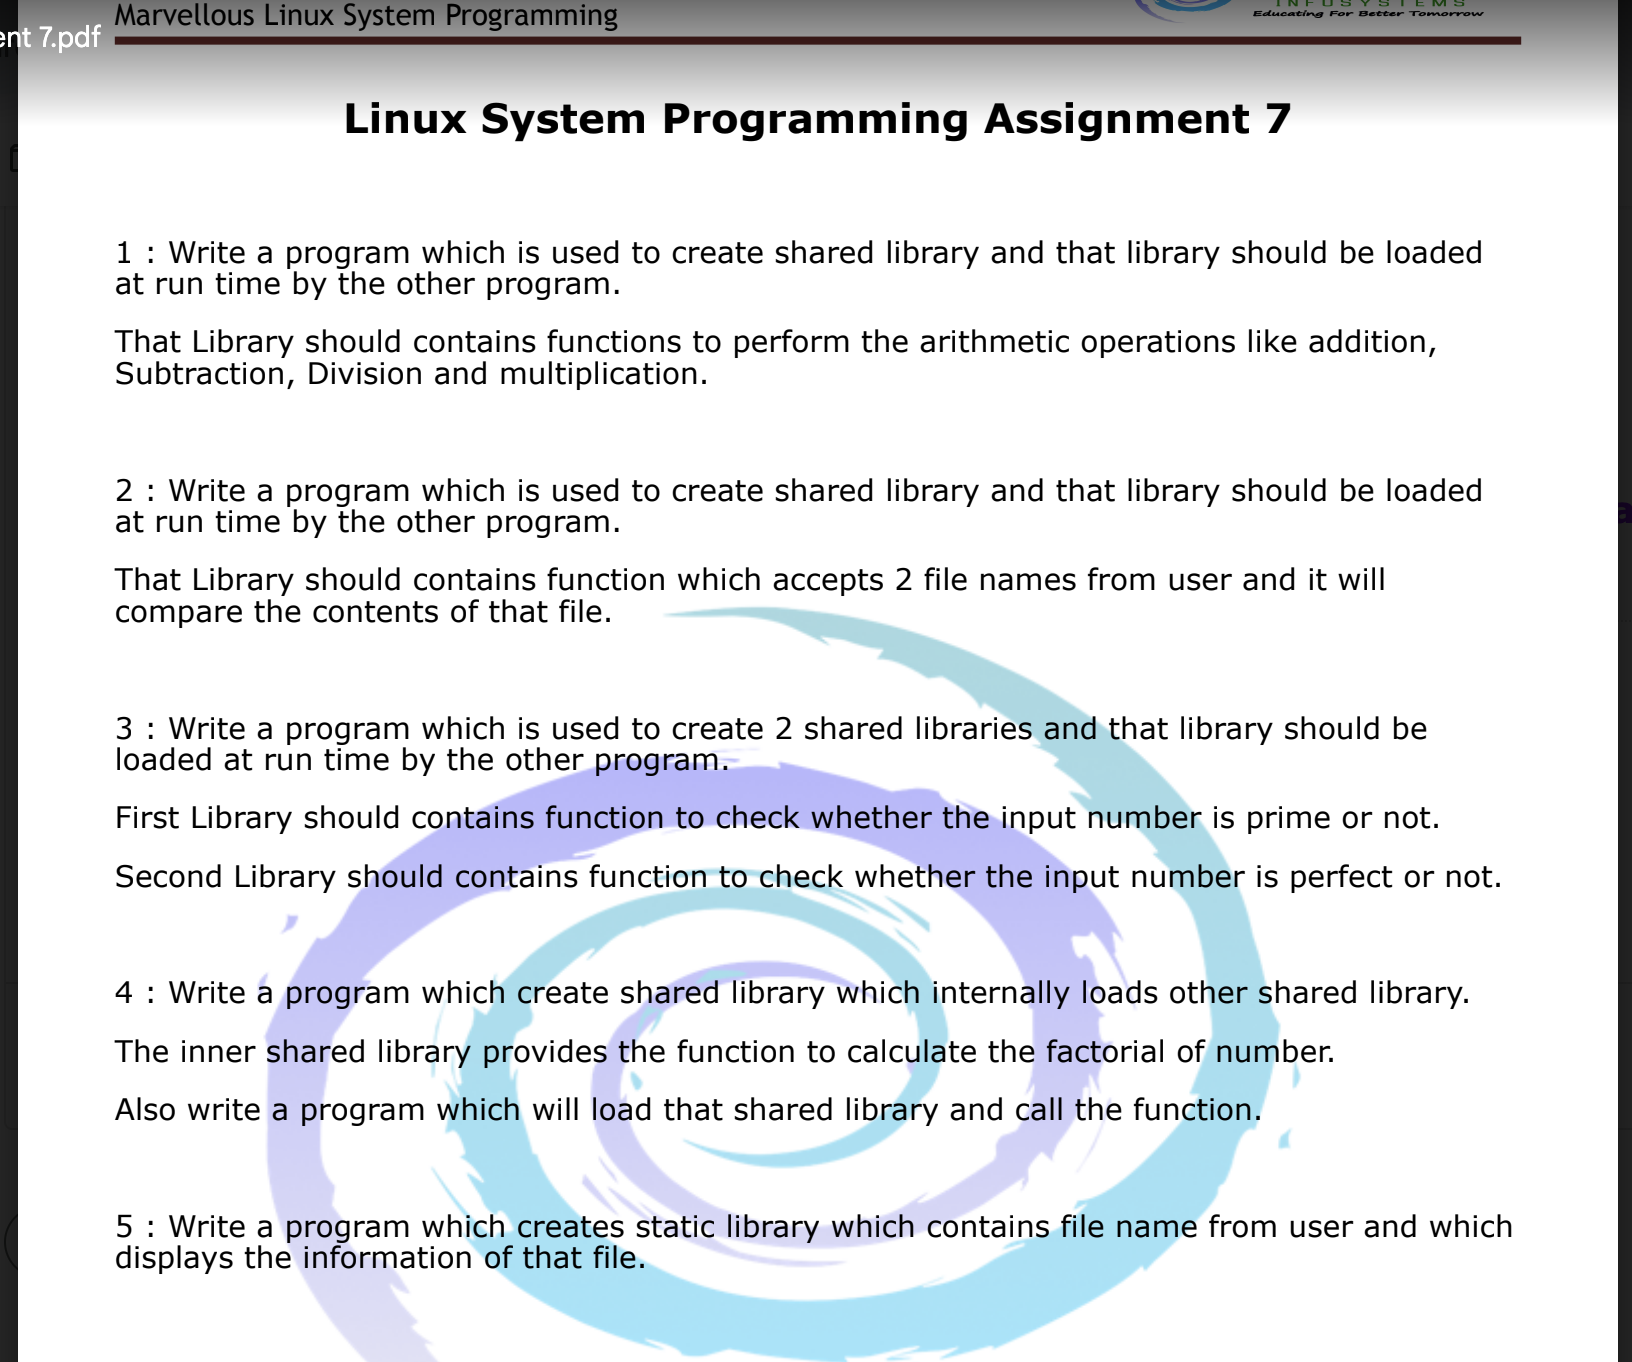 Marvellous Linux System Programming
INFOSYSTEMS
Educating For Better Tomorrow
ent 7.pdf
Linux System Programming Assignment 7
1 : Write a program which is used to create shared library and that library should be loaded
at run time by the other program.
That Library should contains functions to perform the arithmetic operations like addition,
Subtraction, Division and multiplication.
2 : Write a program which is used to create shared library and that library should be loaded
at run time by the other program.
That Library should contains function which accepts 2 file names from user and it will
compare the contents of that file.
3 : Write a program which is used to create 2 shared libraries and that library should be
loaded at run time by the other program.
First Library should contains function to check whether the input number is prime or not.
Second Library should contains function to check whether the input number is perfect or not.
4 : Write a program which create shared library which internally loads other shared library.
The inner shared library provides the function to calculate the factorial of number.
Also write a program which will load that shared library and call the function.
5 : Write a program which creates static library which contains file name from user and which
displays the information of that file.